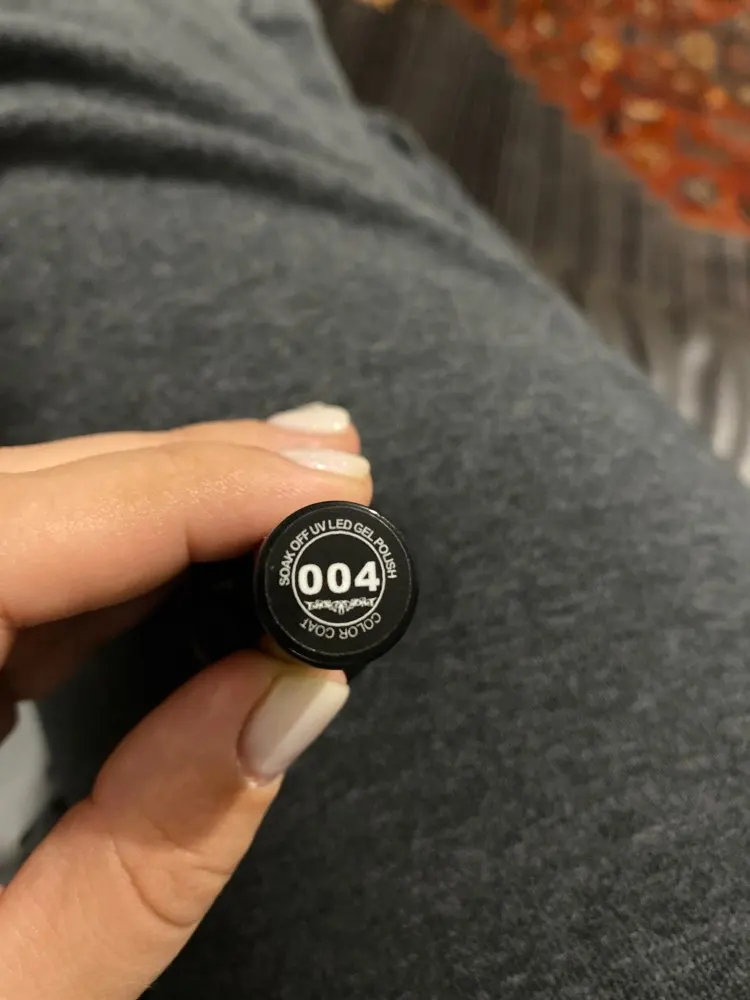 SOAK OFF UV LED GEL POLISH
004
COLOR COAT